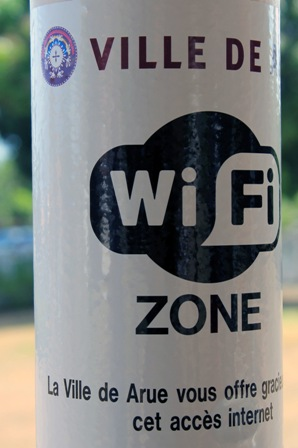 VILLE DE
WiFi
ZONE
La Ville de Arue vous offre
cet accès internet